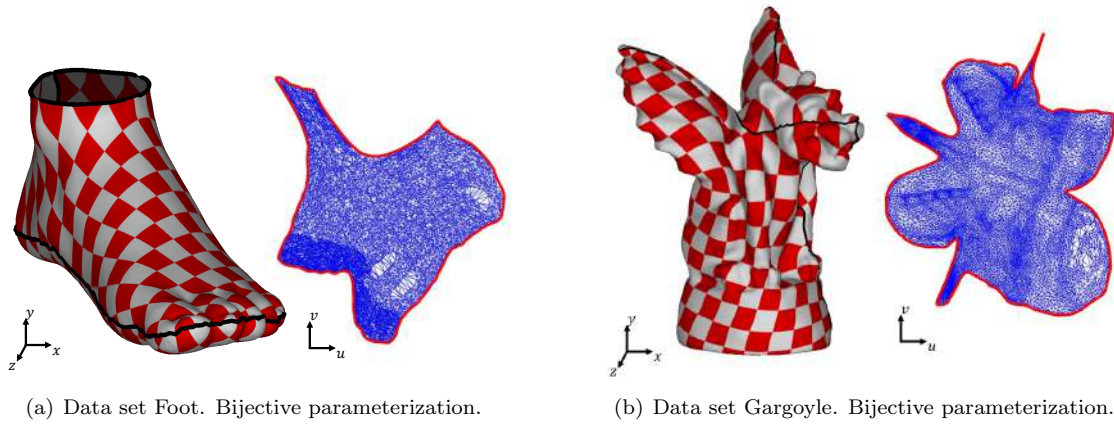 y
x
z
v
u
(a) Data set Foot. Bijective parameterization.
y
x
z
v
u
(b) Data set Gargoyle. Bijective parameterization.